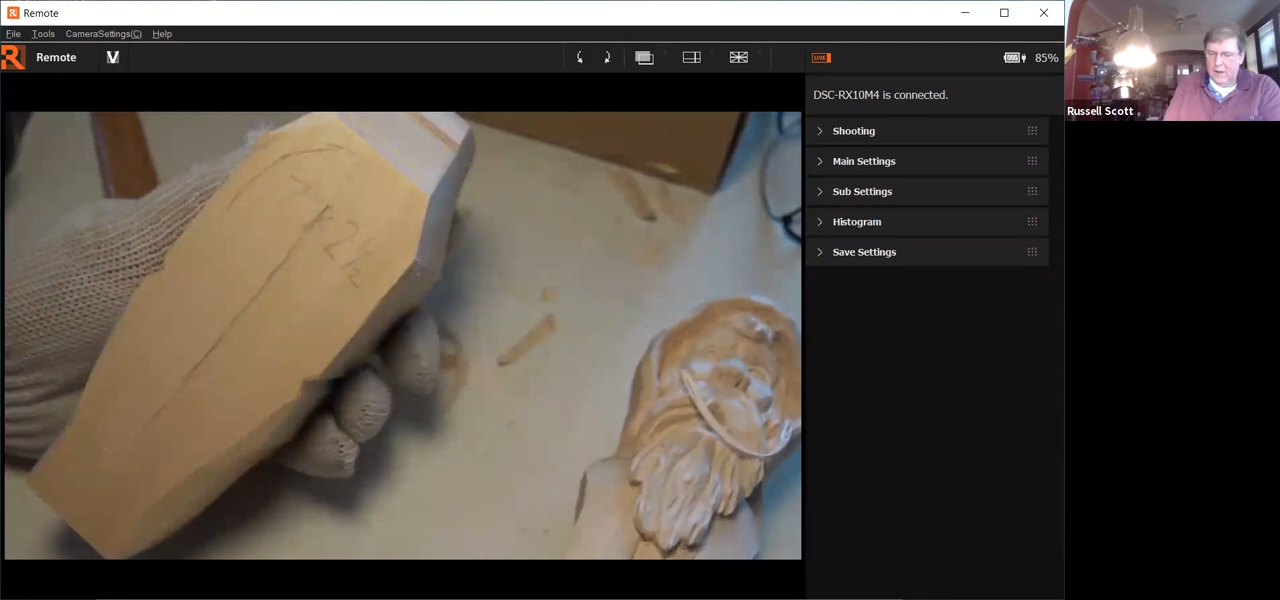 Remote
File Tools CameraSettings(C) Help
Remote
LIVE
85%
DSC-RX10M4 is connected.
Shooting
Main Settings
Sub Settings
Histogram
Save Settings
Russell Scott